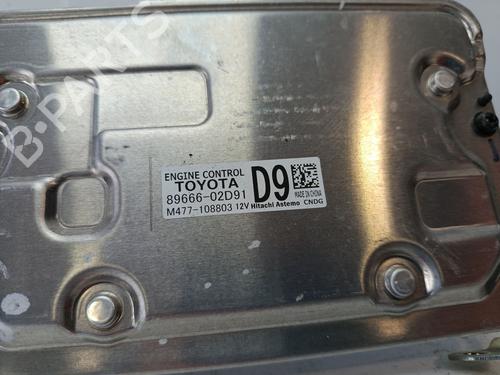 B-PARTS
ENGINE CONTROL
TOYOTA
89666-02D91
M477-108803 12V Hitachi Astemo
D9
MADE IN CHINA
CNDG